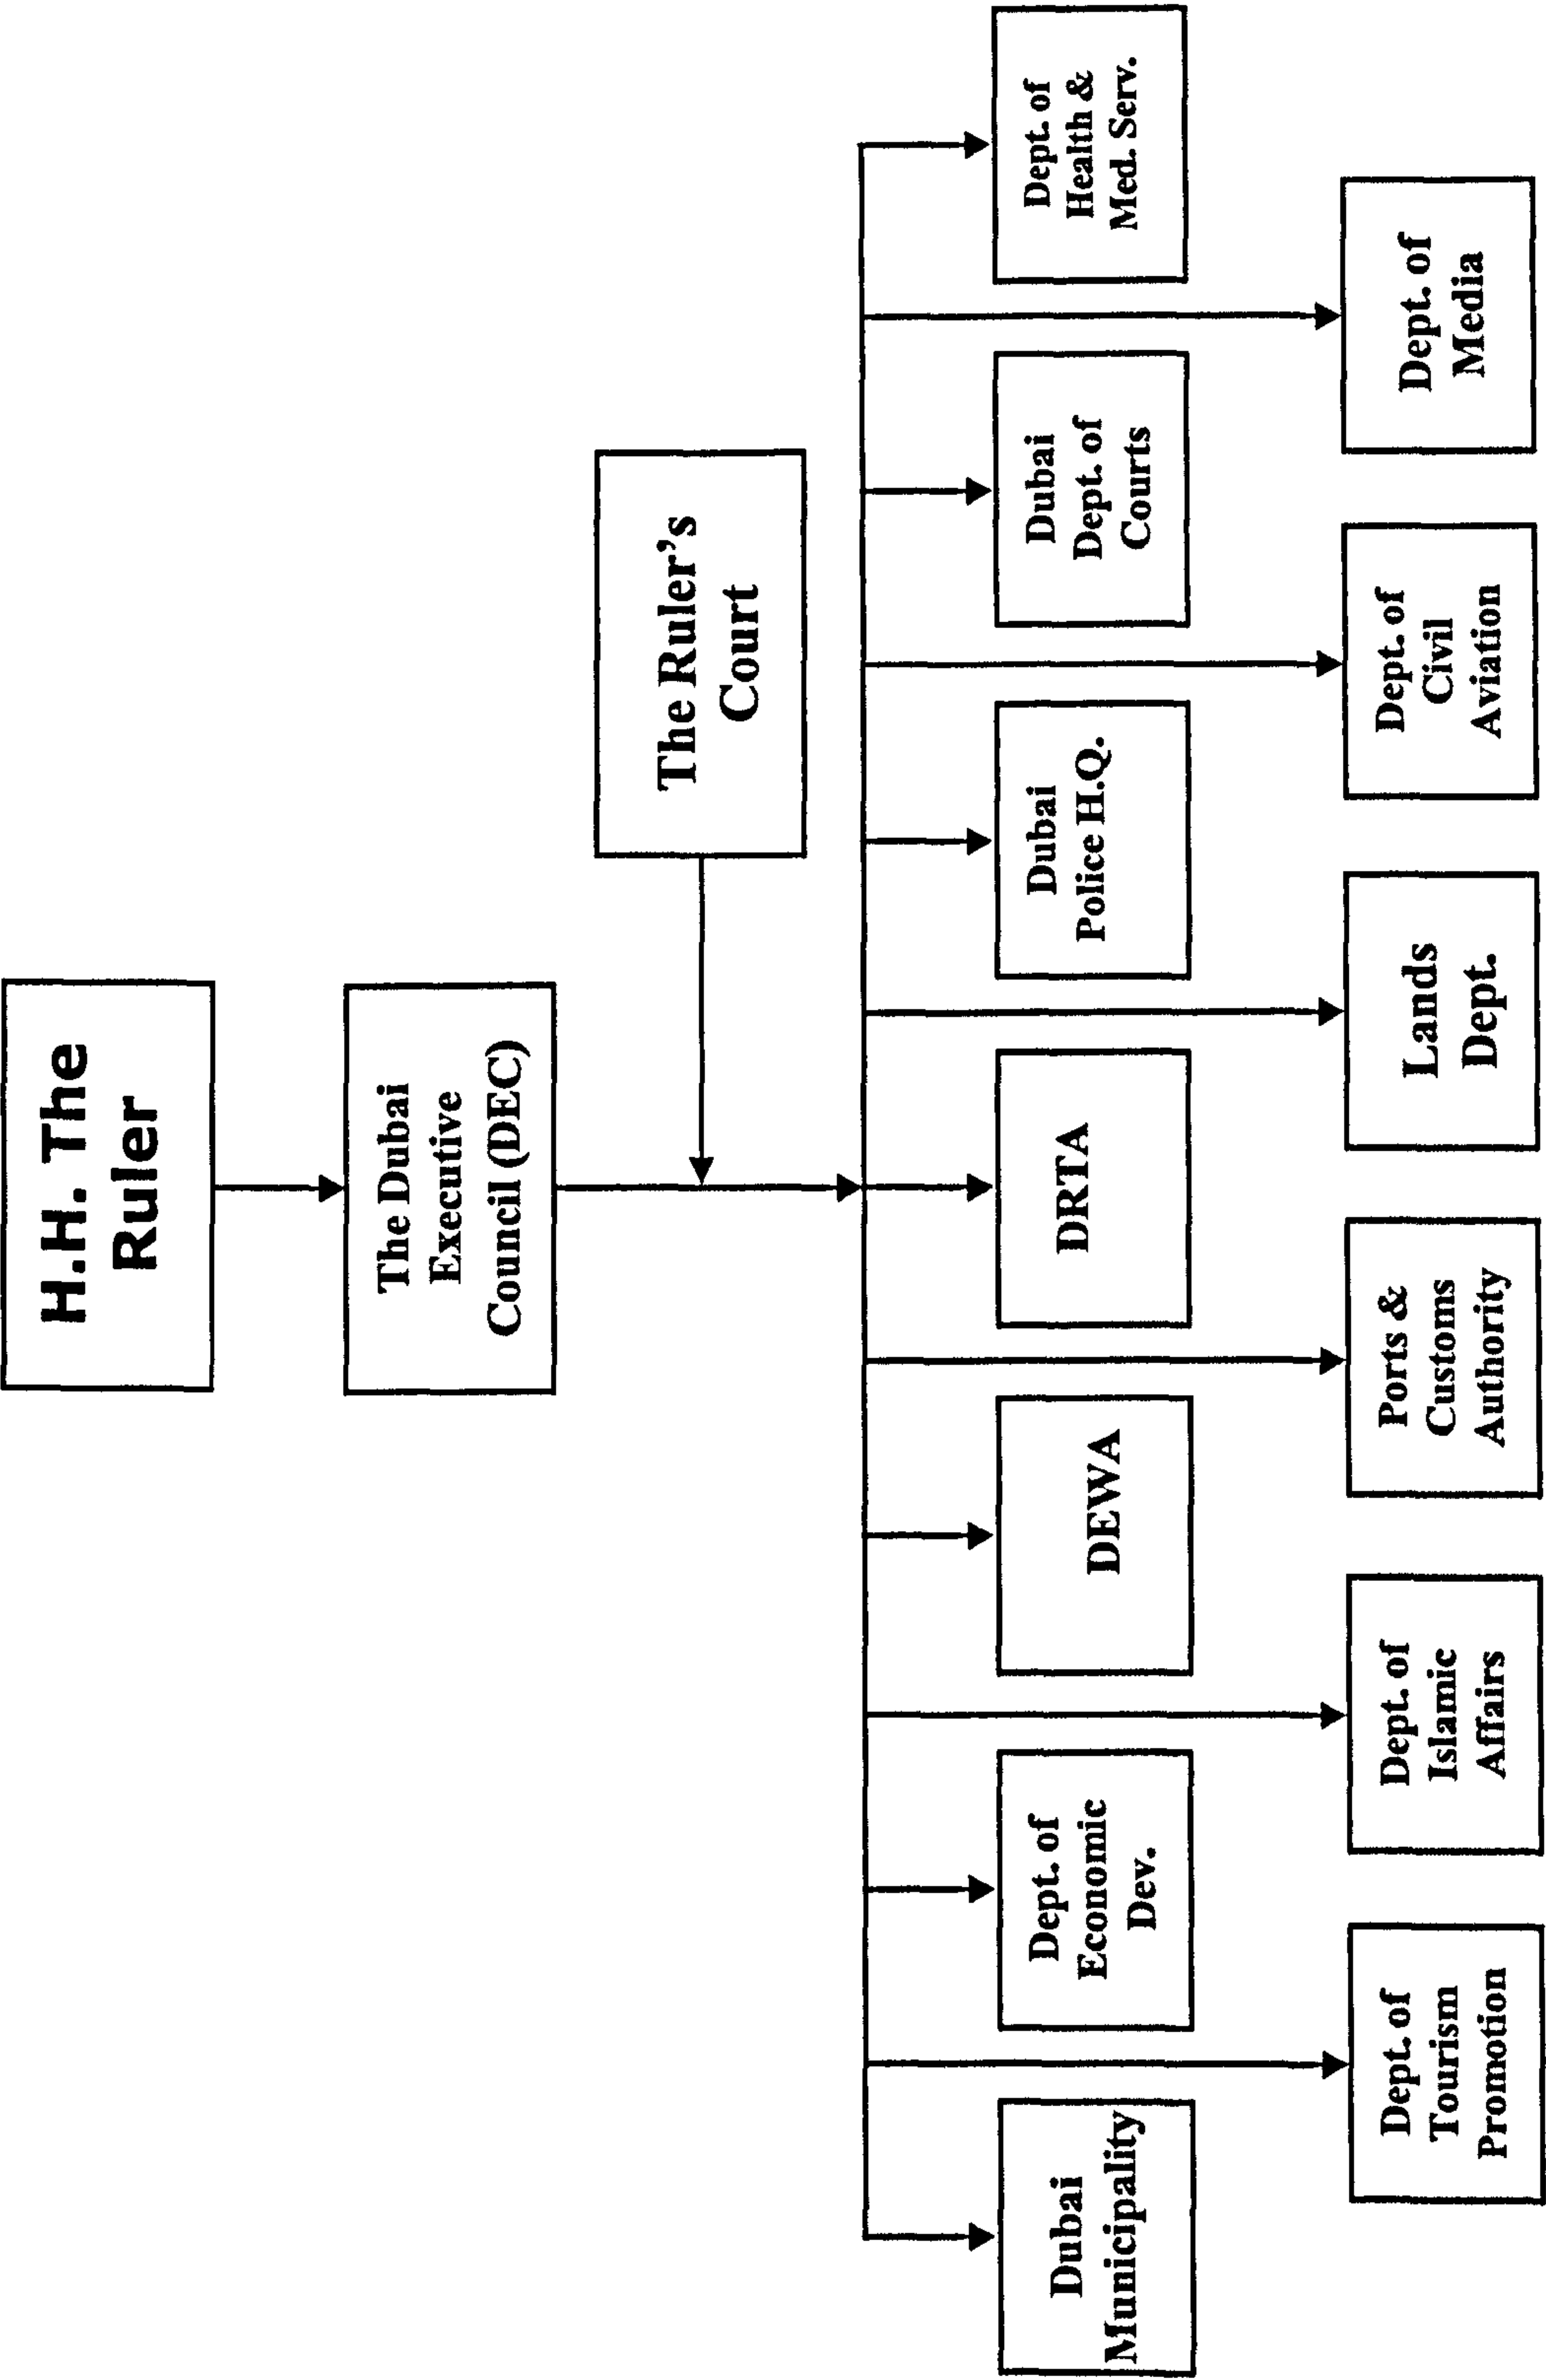 H.H. The
Ruler
The Dubai
Executive
Council (DEC)
The Ruler's
Court
Dubai
Municipality
Dept. of
Economic
Dev.
DEWA
DRTA
Dubai
Police H.Q.
Dubai
Dept. of
Courts
Dept. of
Health &
Med. Serv.
Dept. of
Tourism
Promotion
Dept. of
Islamic
Affairs
Ports &
Customs
Authority
Lands
Dept.
Dept. of
Civil
Aviation
Dept. of
Media